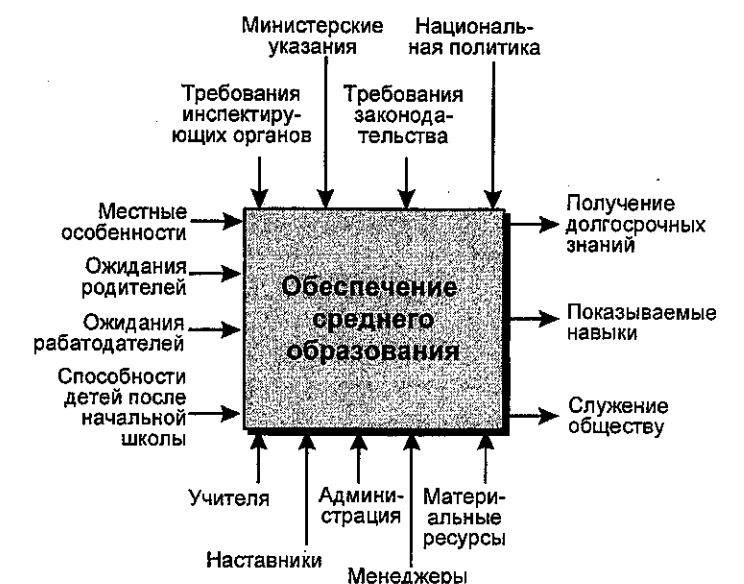 Министерские
указания
Националь-
ная политика
Требования
инспектиру-
ющих органов
Требования
законода-
тельства
Местные
особенности
Ожидания
родителей
Ожидания
рабатодателей
Способности
детей после
начальной
школы
Обеспечение
среднего
образования
Получение
долгосрочных
знаний
Показываемые
навыки
Служение
обществу
Учителя
Наставники
Админи-
страция
Менеджеры
Матери-
альные
ресурсы